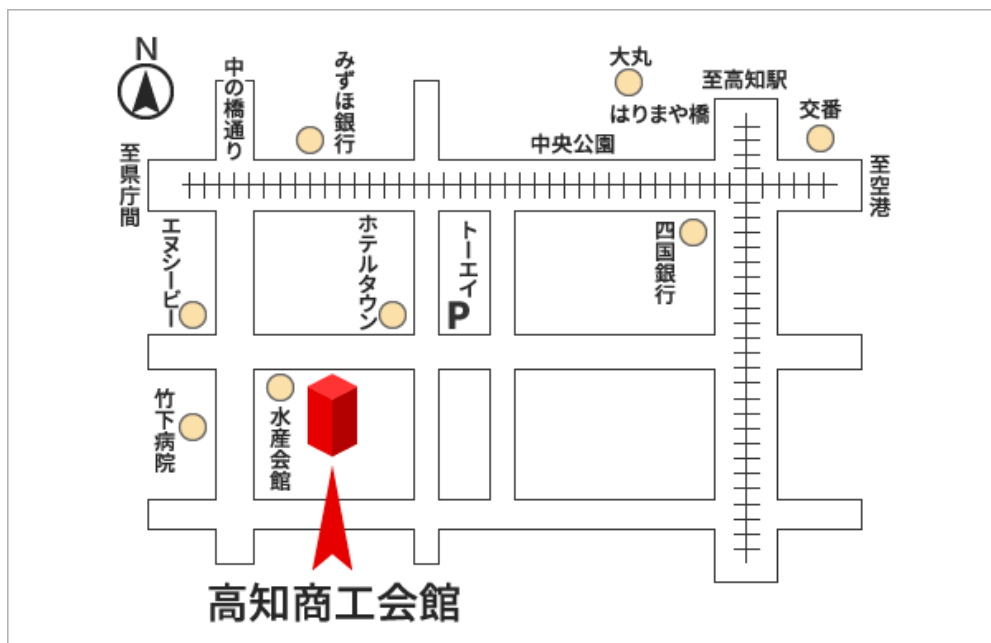 N
中の橋通り
みずほ銀行
大丸
至高知駅
はりまや橋
交番
中央公園
至県庁間
至空港
エヌシービー
ホテルタウン
トーエイ
P
四国銀行
竹下病院
水産会館
高知商工会館